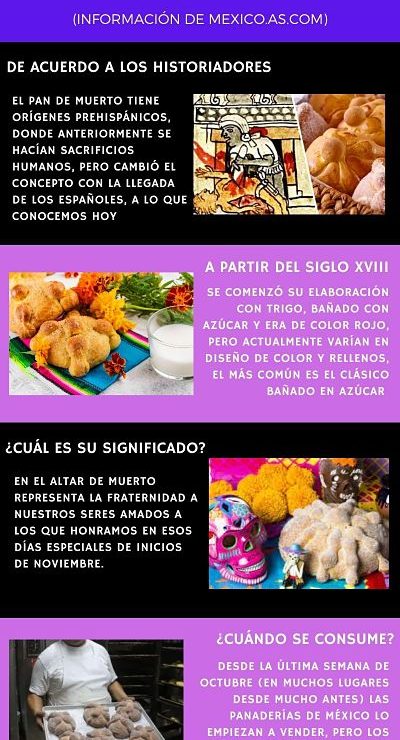 (INFORMACIÓN DE MEXICO.AS.COM)
DE ACUERDO A LOS HISTORIADORES
EL PAN DE MUERTO TIENE
ORÍGENES PREHISPÁNICOS,
DONDE ANTERIORMENTE SE
HACÍAN SACRIFICIOS
HUMANOS, PERO CAMBIÓ EL
CONCEPTO CON LA LLEGADA
DE LOS ESPAÑOLES, A LO QUE
CONOCEMOS HOY
A PARTIR DEL SIGLO XVIII
SE COMENZÓ SU ELABORACIÓN
CON TRIGO, BAÑADO CON
AZÚCAR Y ERA DE COLOR ROJO,
PERO ACTUALMENTE VARÍAN EN
DISEÑO DE COLOR Y RELLENOS,
EL MÁS COMÚN ES EL CLÁSICO
BAÑADO EN AZÚCAR
¿CUÁL ES SU SIGNIFICADO?
EN EL ALTAR DE MUERTO
REPRESENTA LA FRATERNIDAD A
NUESTROS SERES AMADOS A
LOS QUE HONRAMOS EN ESOS
DÍAS ESPECIALES DE INICIOS
DE NOVIEMBRE.
¿CUÁNDO SE CONSUME?
DESDE LA ÚLTIMA SEMANA DE
OCTUBRE (EN MUCHOS LUGARES
DESDE MUCHO ANTES) LAS
PANADERÍAS DE MÉXICO LO
EMPIEZAN A VENDER, PERO LOS